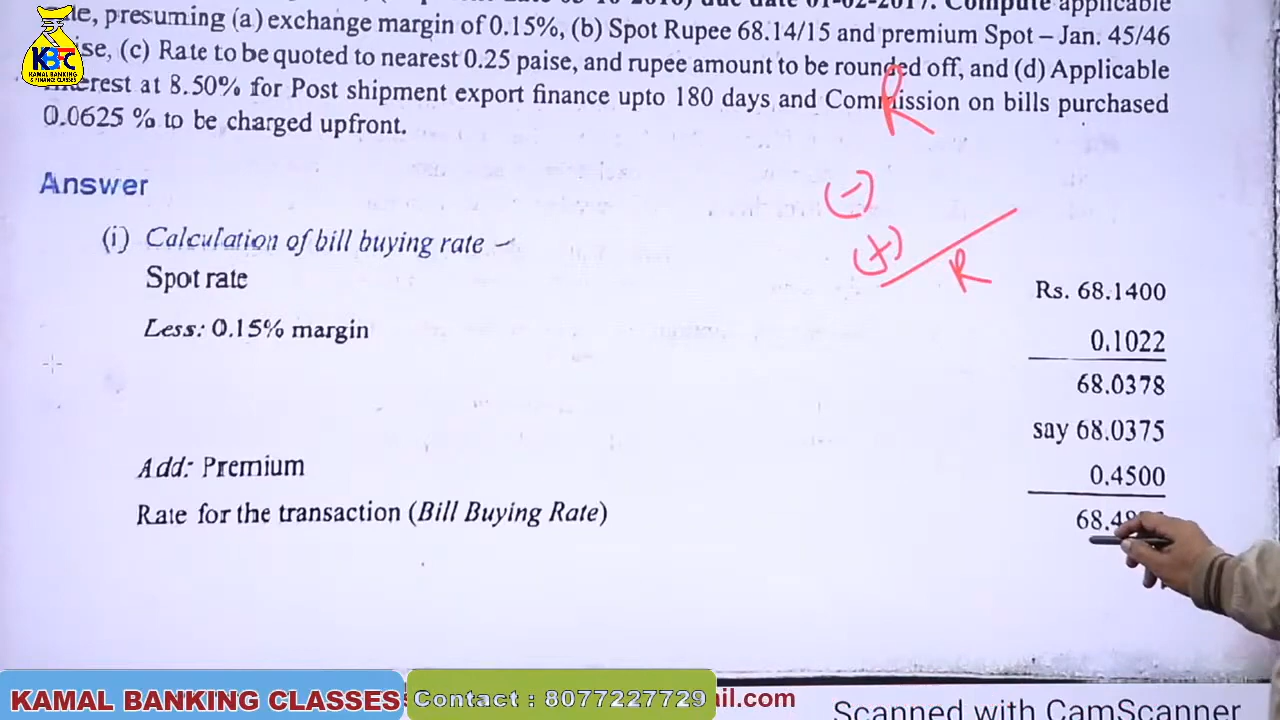 presuming (a) exchange margin of 0.15%, (b) Spot Rupee 68.14/15 and premium Spot – Jan. 45/46
(c) Rate to be quoted to nearest 0.25 paise, and rupee amount to be rounded off, and (d) Applicable
at 8.50% for Post shipment export finance upto 180 days and Commission on bills purchased
0.0625 % to be charged upfront.
KBFC
KAMAL BANKING
& FINANCE CLASSES
R
(-)
(+)
R
Answer
(i) Calculation of bill buying rate –
Spot rate Rs. 68.1400
Less: 0.15% margin 0.1022
68.0378
say 68.0375
Add: Premium 0.4500
Rate for the transaction (Bill Buying Rate)
KAMAL BANKING CLASSES
Contact : 8077227729
Scanned with CamScanner